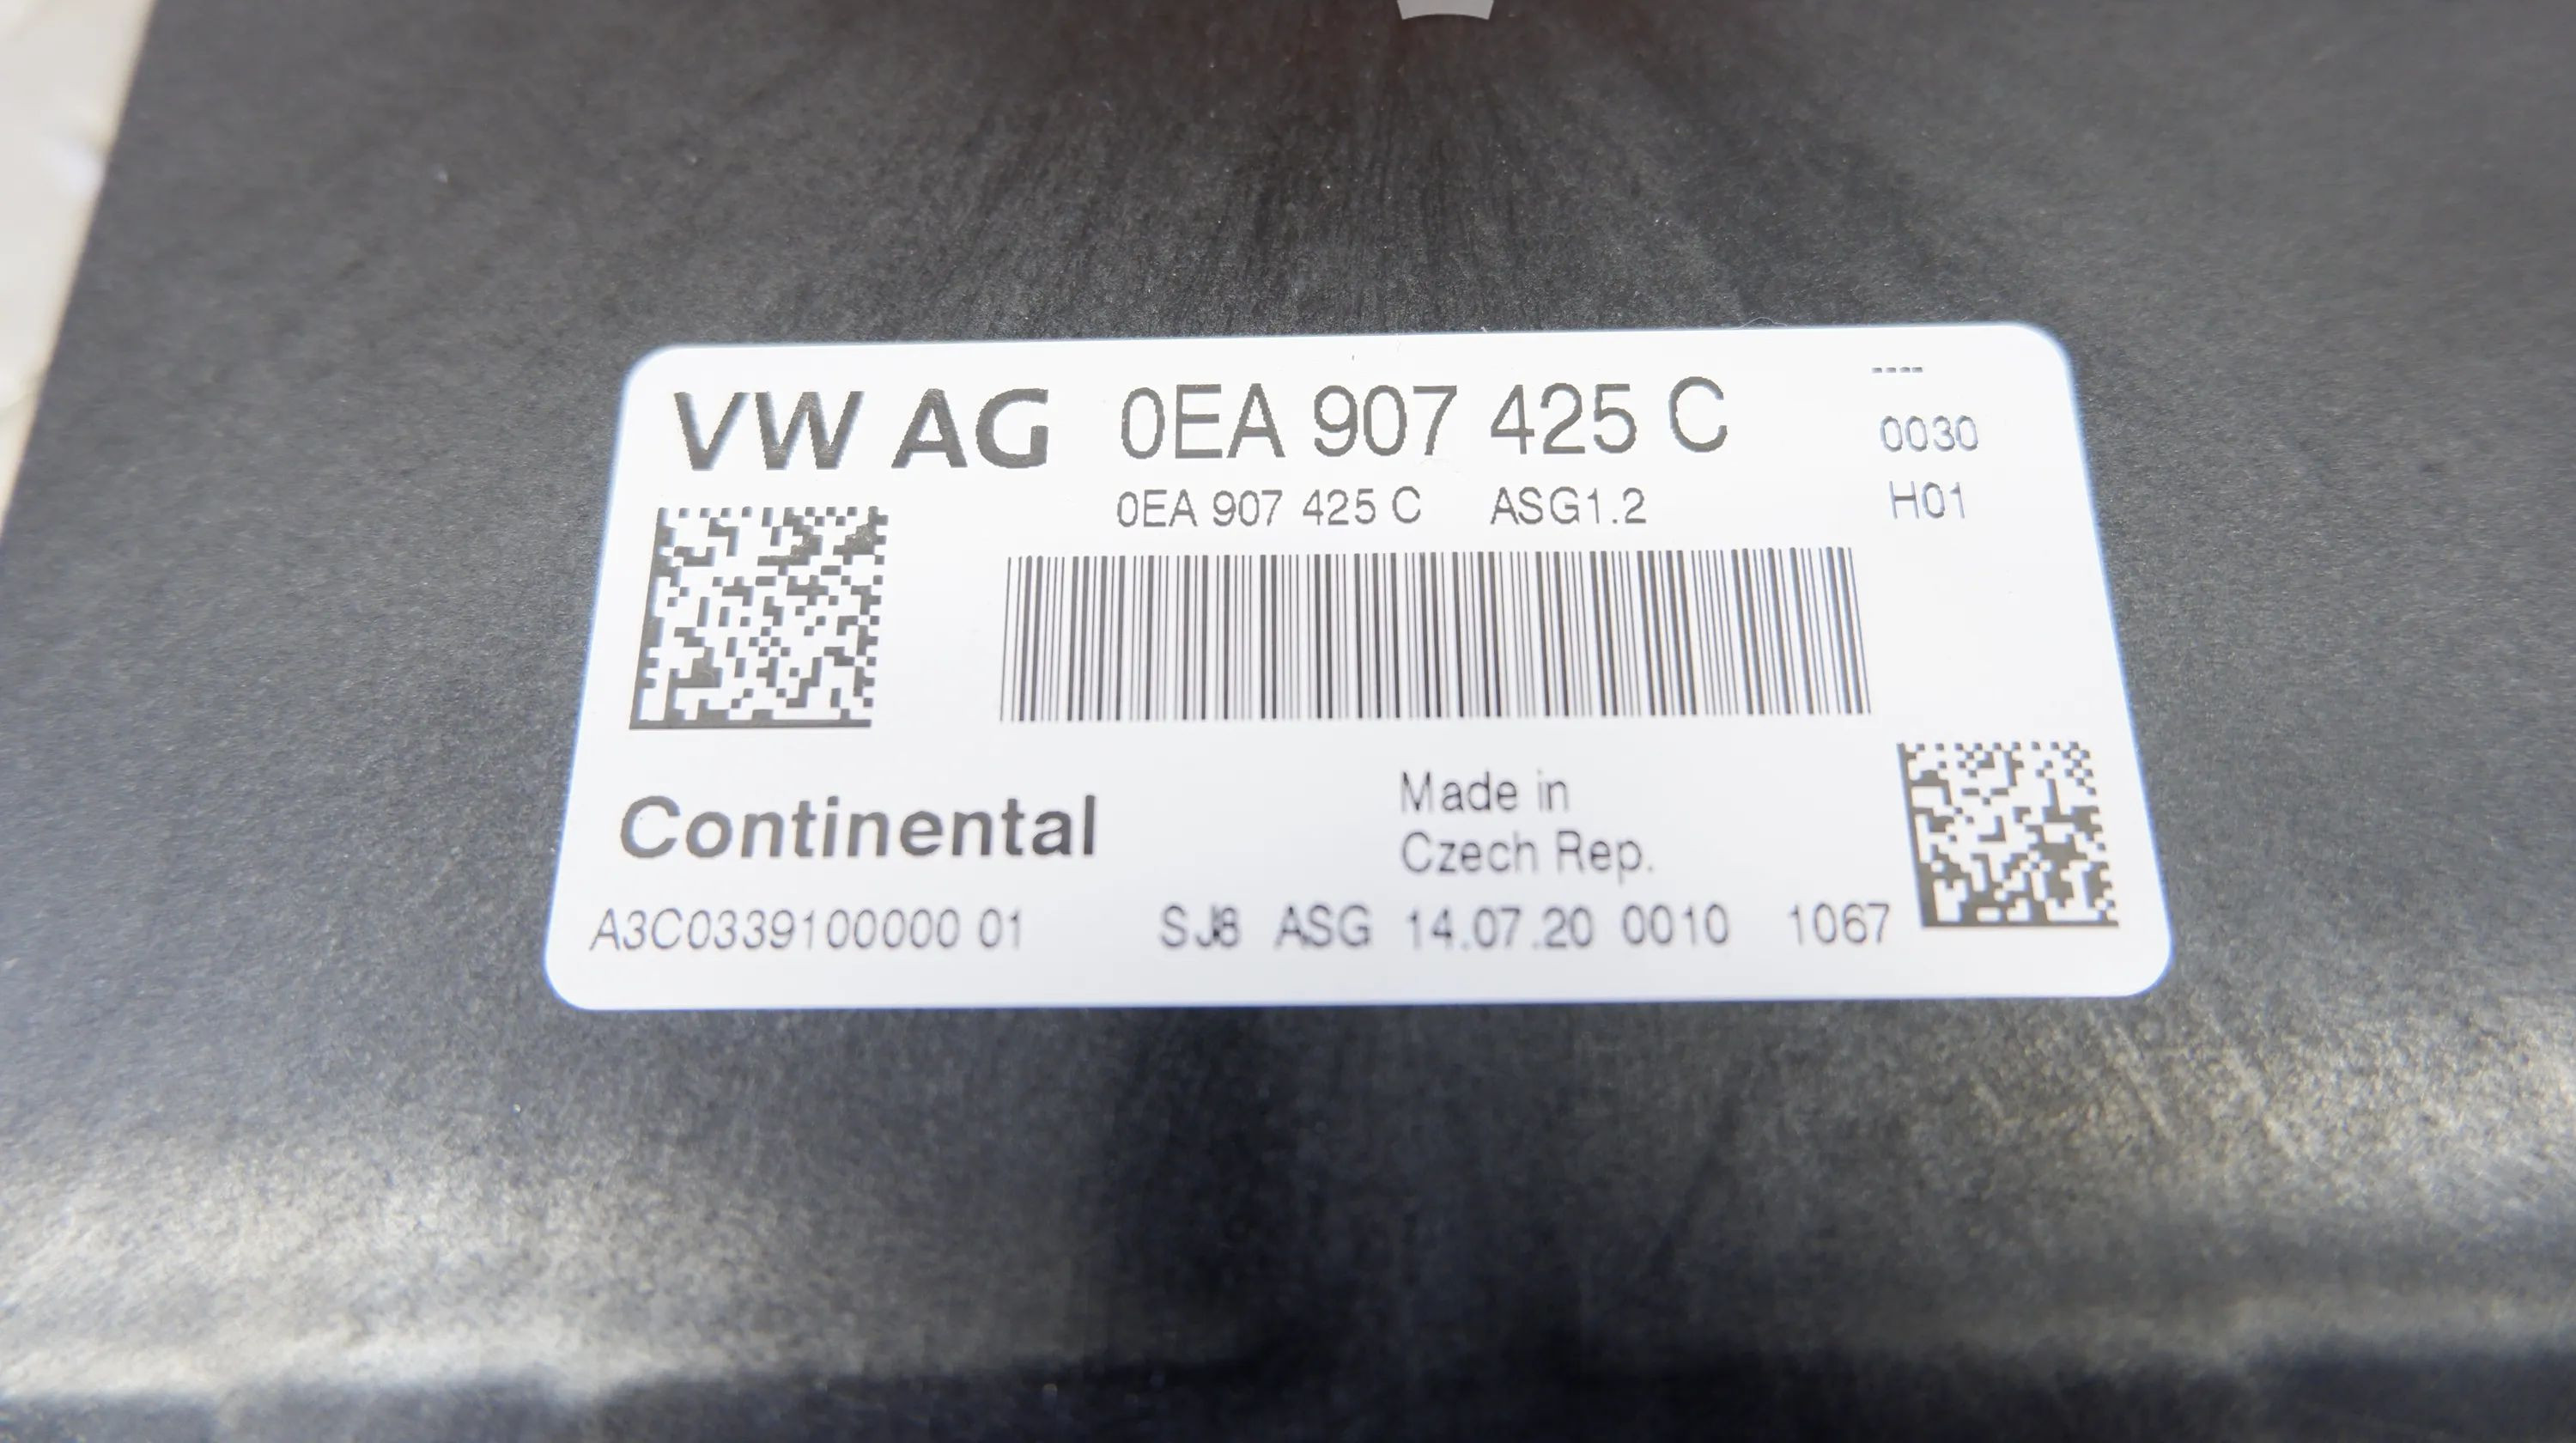 VW AG 0EA 907 425 C ----
0030
0EA 907 425 C ASG1.2 H01
Continental
Made in
Czech Rep.
A3C0339100000 01 SJ8 ASG 14.07.20 0010 1067